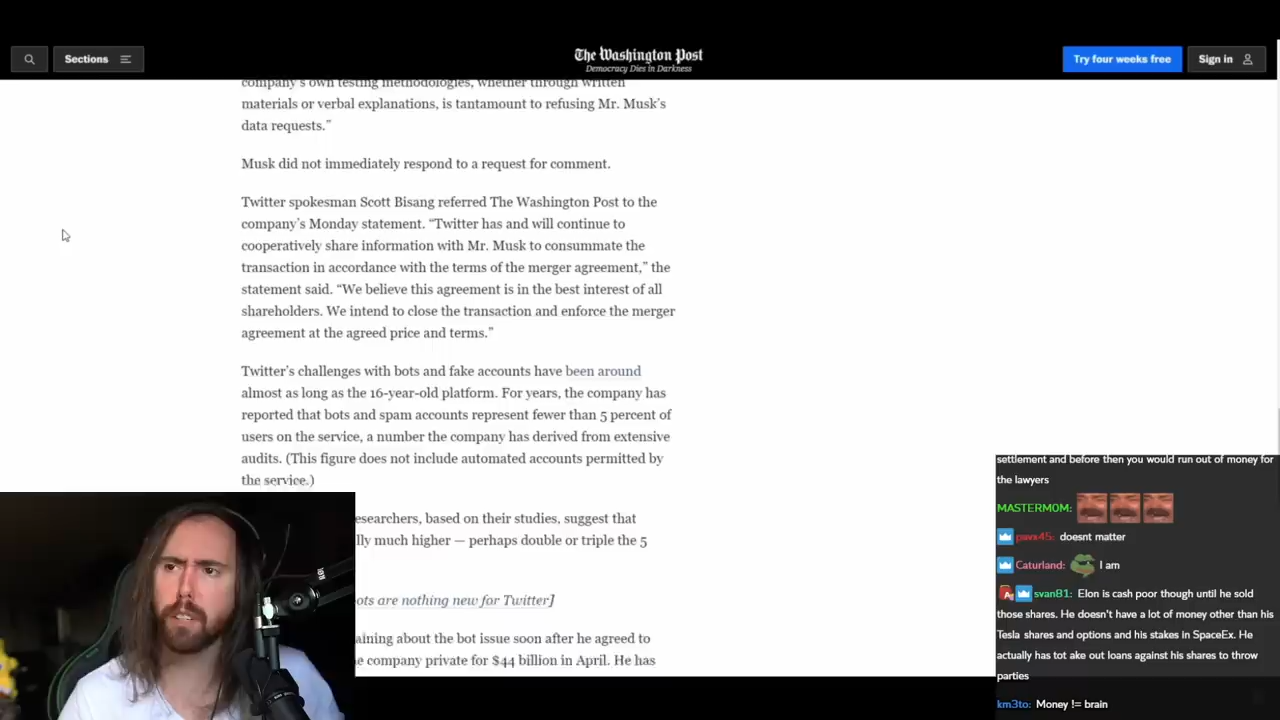 Sections
The Washington Post
Democracy Dies in Darkness
Try four weeks free
Sign in
company's own testing methodologies, whether through written
materials or verbal explanations, is tantamount to refusing Mr. Musk's
data requests."
Musk did not immediately respond to a request for comment.
Twitter spokesman Scott Bisang referred The Washington Post to the
company's Monday statement. "Twitter has and will continue to
cooperatively share information with Mr. Musk to consummate the
transaction in accordance with the terms of the merger agreement," the
statement said. "We believe this agreement is in the best interest of all
shareholders. We intend to close the transaction and enforce the merger
agreement at the agreed price and terms."
Twitter's challenges with bots and fake accounts have been around
almost as long as the 16-year-old platform. For years, the company has
reported that bots and spam accounts represent fewer than 5 percent of
users on the service, a number the company has derived from extensive
audits. (This figure does not include automated accounts permitted by
the service.)
esearchers, based on their studies, suggest that
lly much higher — perhaps double or triple the 5
ots are nothing new for Twitter]
aining about the bot issue soon after he agreed to
e company private for $44 billion in April. He has
settlement and before then you would run out of money for
the lawyers
MASTERM0M:
pavx45: doesnt matter
Caturland: I am
svan81: Elon is cash poor though until he sold
those shares. He doesn't have a lot of money other than his
Tesla shares and options and his stakes in SpaceEx. He
actually has tot ake out loans against his shares to throw
parties
km3to: Money != brain